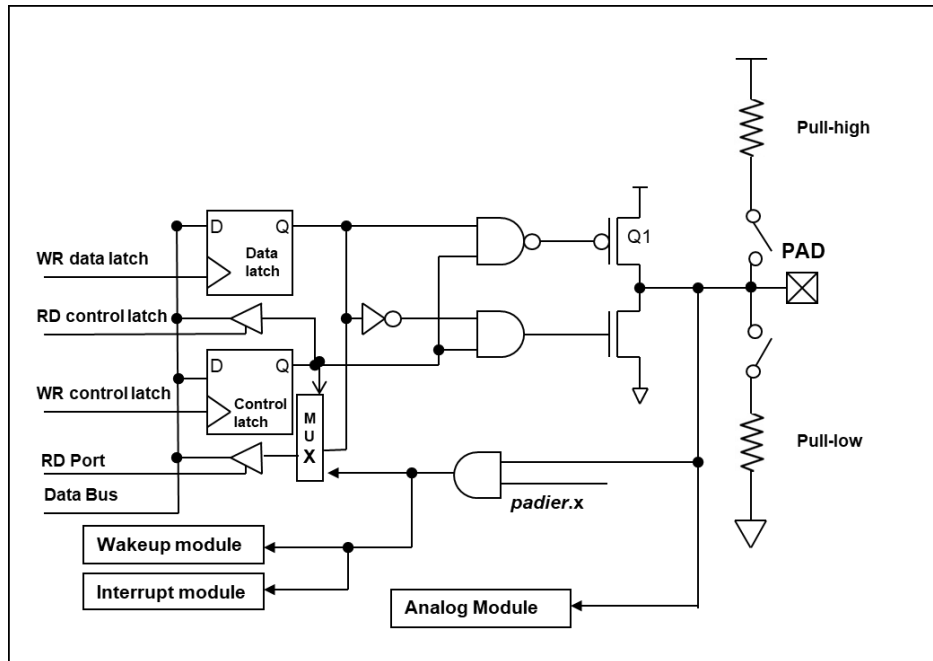 Pull-high
D
Q
Data
latch
Q1
WR data latch
PAD
RD control latch
D
Q
WR control latch
Control
latch
M
U
X
Pull-low
RD Port
padier.x
Data Bus
Wakeup module
Interrupt module
Analog Module